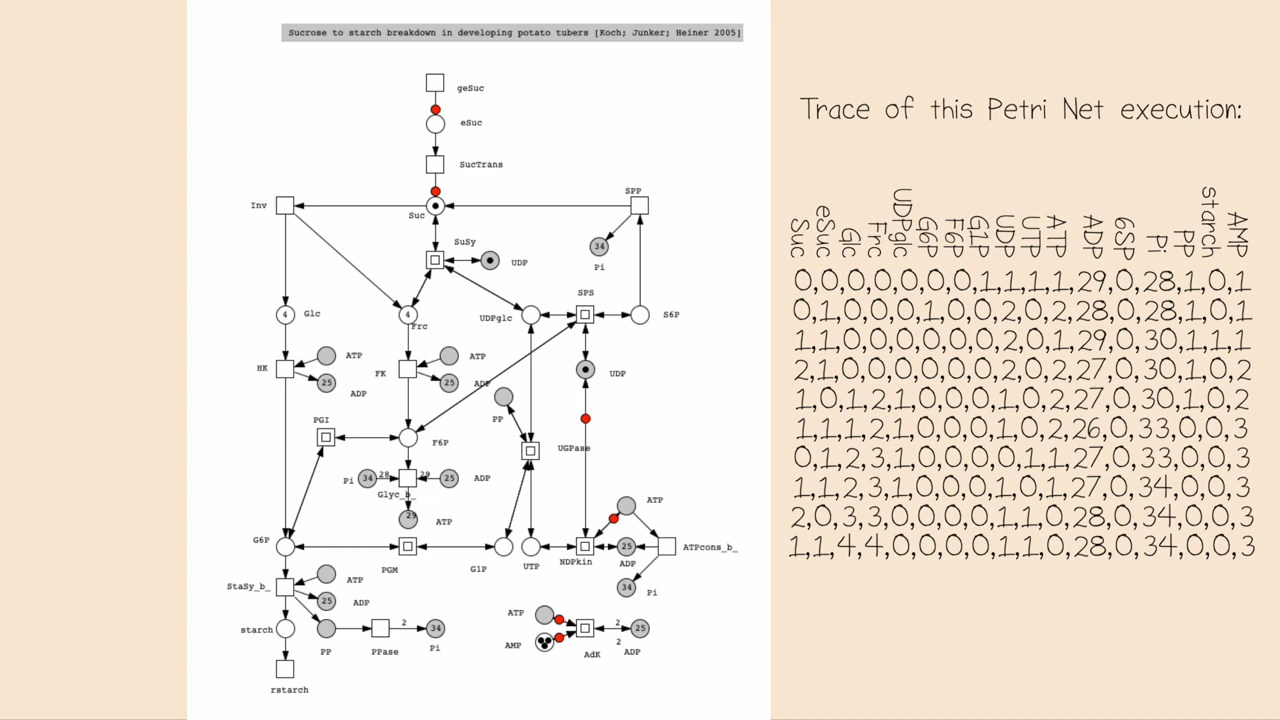 Sucrose to starch breakdown in developing potato tubers [Koch; Junker; Heiner 2005]
geSuc
eSuc
SucTrans
Inv
Suc
SPP
SuSy
UDP
34
Pi
SPS
4
Glc
4
Frc
UDPglc
S6P
HK
ATP
25
ADP
FK
ATP
25
ADP
UDP
PP
PGI
F6P
UGPase
Pi
34
28
29
25
ADP
Glyc_b_
29
ATP
ATP
G6P
PGM
G1P
UTP
NDPkin
25
ADP
ATPcons_b_
34
Pi
StaSy_b_
ATP
25
ADP
starch
PP
PPase
2
34
Pi
ATP
AMP
AdK
2
2
25
ADP
rstarch
Trace of this Petri Net execution:
Suc
eSuc
Glc
Frc
UDPglc
G6P
F6P
G1P
UDP
UTP
ATP
ADP
6SP
Pi
PP
starch
AMP
0,0,0,0,0,0,0,1,1,1,1,29,0,28,1,0,1
0,1,0,0,0,1,0,0,2,0,2,28,0,28,1,0,1
1,1,0,0,0,0,0,0,2,0,1,29,0,30,1,1,1
2,1,0,0,0,0,0,0,2,0,2,27,0,30,1,0,2
1,0,1,2,1,0,0,0,1,0,2,27,0,30,1,0,2
1,1,1,2,1,0,0,0,1,0,2,26,0,33,0,0,3
0,1,2,3,1,0,0,0,0,1,1,27,0,33,0,0,3
1,1,2,3,1,0,0,0,1,0,1,27,0,34,0,0,3
2,0,3,3,0,0,0,0,1,1,0,28,0,34,0,0,3
1,1,4,4,0,0,0,0,1,1,0,28,0,34,0,0,3